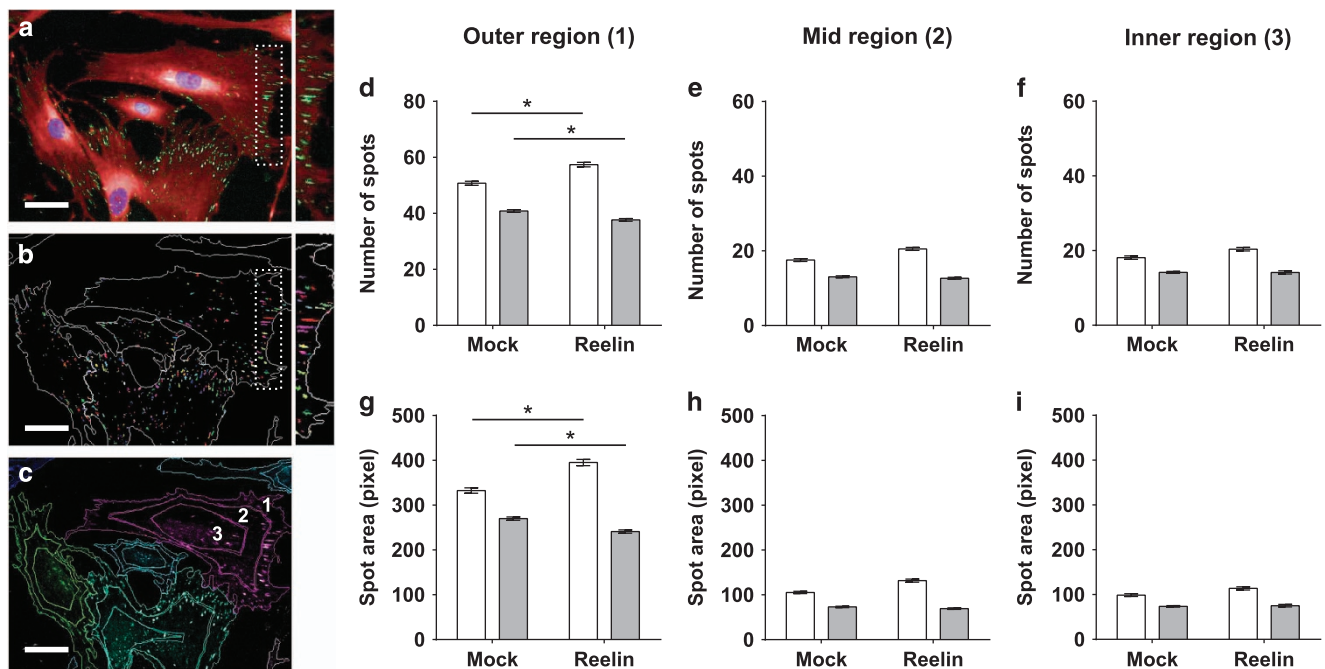 a
b
c
1
2
3
Outer region (1)
Mid region (2)
Inner region (3)
d
Number of spots
80
60
40
20
0
*
*
Mock
Reelin
e
Number of spots
60
40
20
0
Mock
Reelin
f
Number of spots
60
40
20
0
Mock
Reelin
g
Spot area (pixel)
500
400
300
200
100
0
*
*
Mock
Reelin
h
Spot area (pixel)
500
400
300
200
100
0
Mock
Reelin
i
Spot area (pixel)
500
400
300
200
100
0
Mock
Reelin